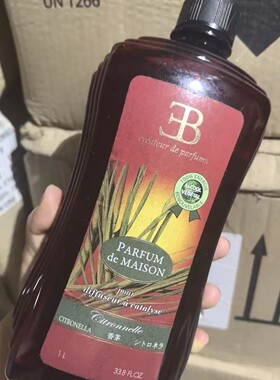 UN 1266
EB
créateur de parfums
PARFUM
de MAISON
pour
diffuseur à catalyse
Citronnelle
CITRONELLA
香茅
シトロネラ
1 L
33.8 FL.OZ